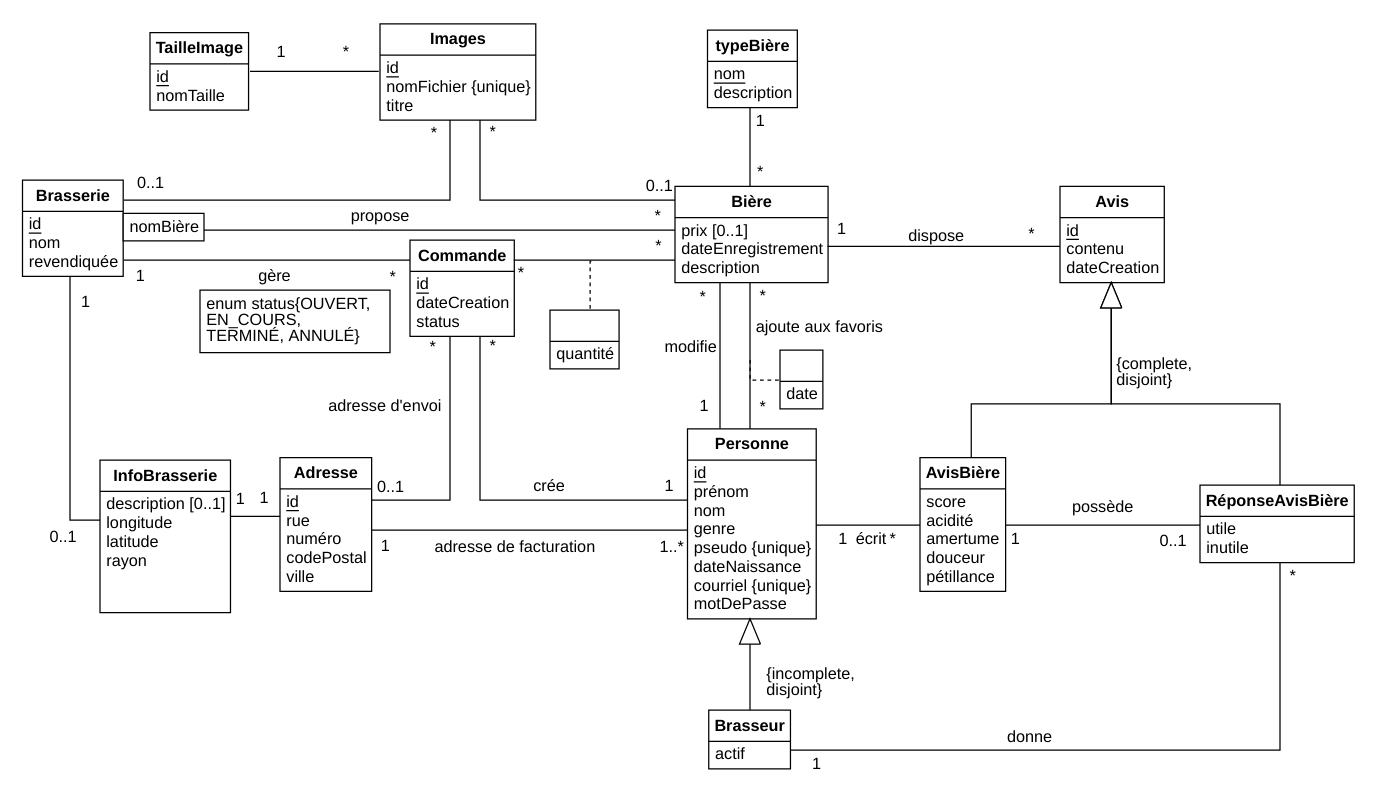 TailleImage
id
nomTaille
1
*
Images
id
nomFichier {unique}
titre
typeBière
nom
description
1
*
*
*
0..1
0..1
Brasserie
id
nom
revendiquée
nomBière
propose
*
*
Bière
prix [0..1]
dateEnregistrement
description
1
dispose
*
Avis
id
contenu
dateCreation
1
gère
*
Commande
id
dateCreation
status
*
1
enum status{OUVERT,
EN_COURS,
TERMINÉ, ANNULÉ}
quantité
*
*
modifie
ajoute aux favoris
date
1
*
{complete,
disjoint}
*
*
adresse d'envoi
0..1
crée
1
InfoBrasserie
description [0..1]
longitude
latitude
rayon
0..1
1
1
Adresse
id
rue
numéro
codePostal
ville
1
adresse de facturation
1..*
Personne
id
prénom
nom
genre
pseudo {unique}
dateNaissance
courriel {unique}
motDePasse
1
écrit
*
AvisBière
score
acidité
amertume
douceur
pétillance
1
possède
0..1
RéponseAvisBière
utile
inutile
*
{incomplete,
disjoint}
Brasseur
actif
1
donne